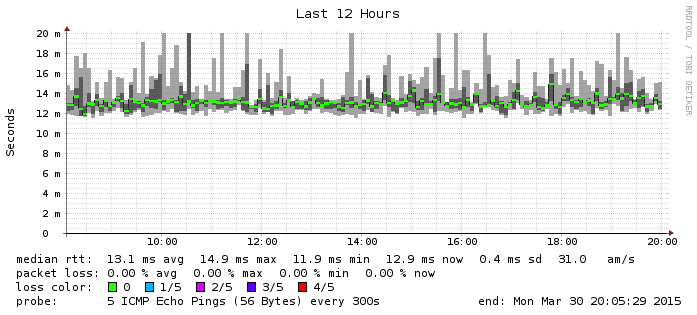 Last 12 Hours
RRDTOOL / TOBI OETIKER
Seconds
20 m
18 m
16 m
14 m
12 m
10 m
8 m
6 m
4 m
2 m
0
10:00 12:00 14:00 16:00 18:00 20:00
median rtt: 13.1 ms avg 14.9 ms max 11.9 ms min 12.9 ms now 0.4 ms sd 31.0 am/s
packet loss: 0.00 % avg 0.00 % max 0.00 % min 0.00 % now
loss color: 0 1/5 2/5 3/5 4/5
probe: 5 ICMP Echo Pings (56 Bytes) every 300s end: Mon Mar 30 20:05:29 2015